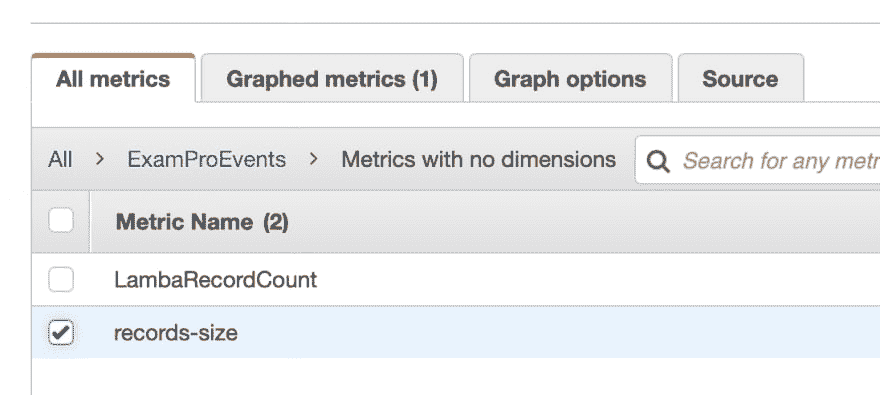 All metrics Graphed metrics (1) Graph options Source
All > ExamProEvents > Metrics with no dimensions Search for any metr
Metric Name (2)
LambaRecordCount
records-size